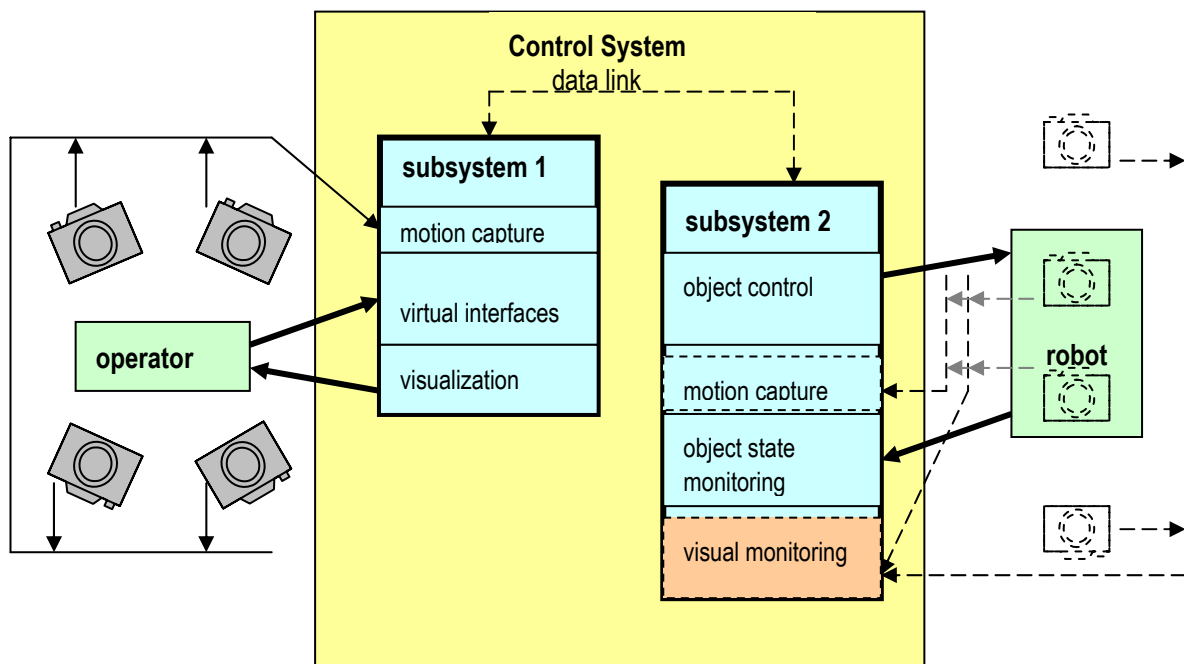 Control System
data link
subsystem 1
motion capture
virtual interfaces
visualization
operator
subsystem 2
object control
motion capture
object state
monitoring
visual monitoring
robot